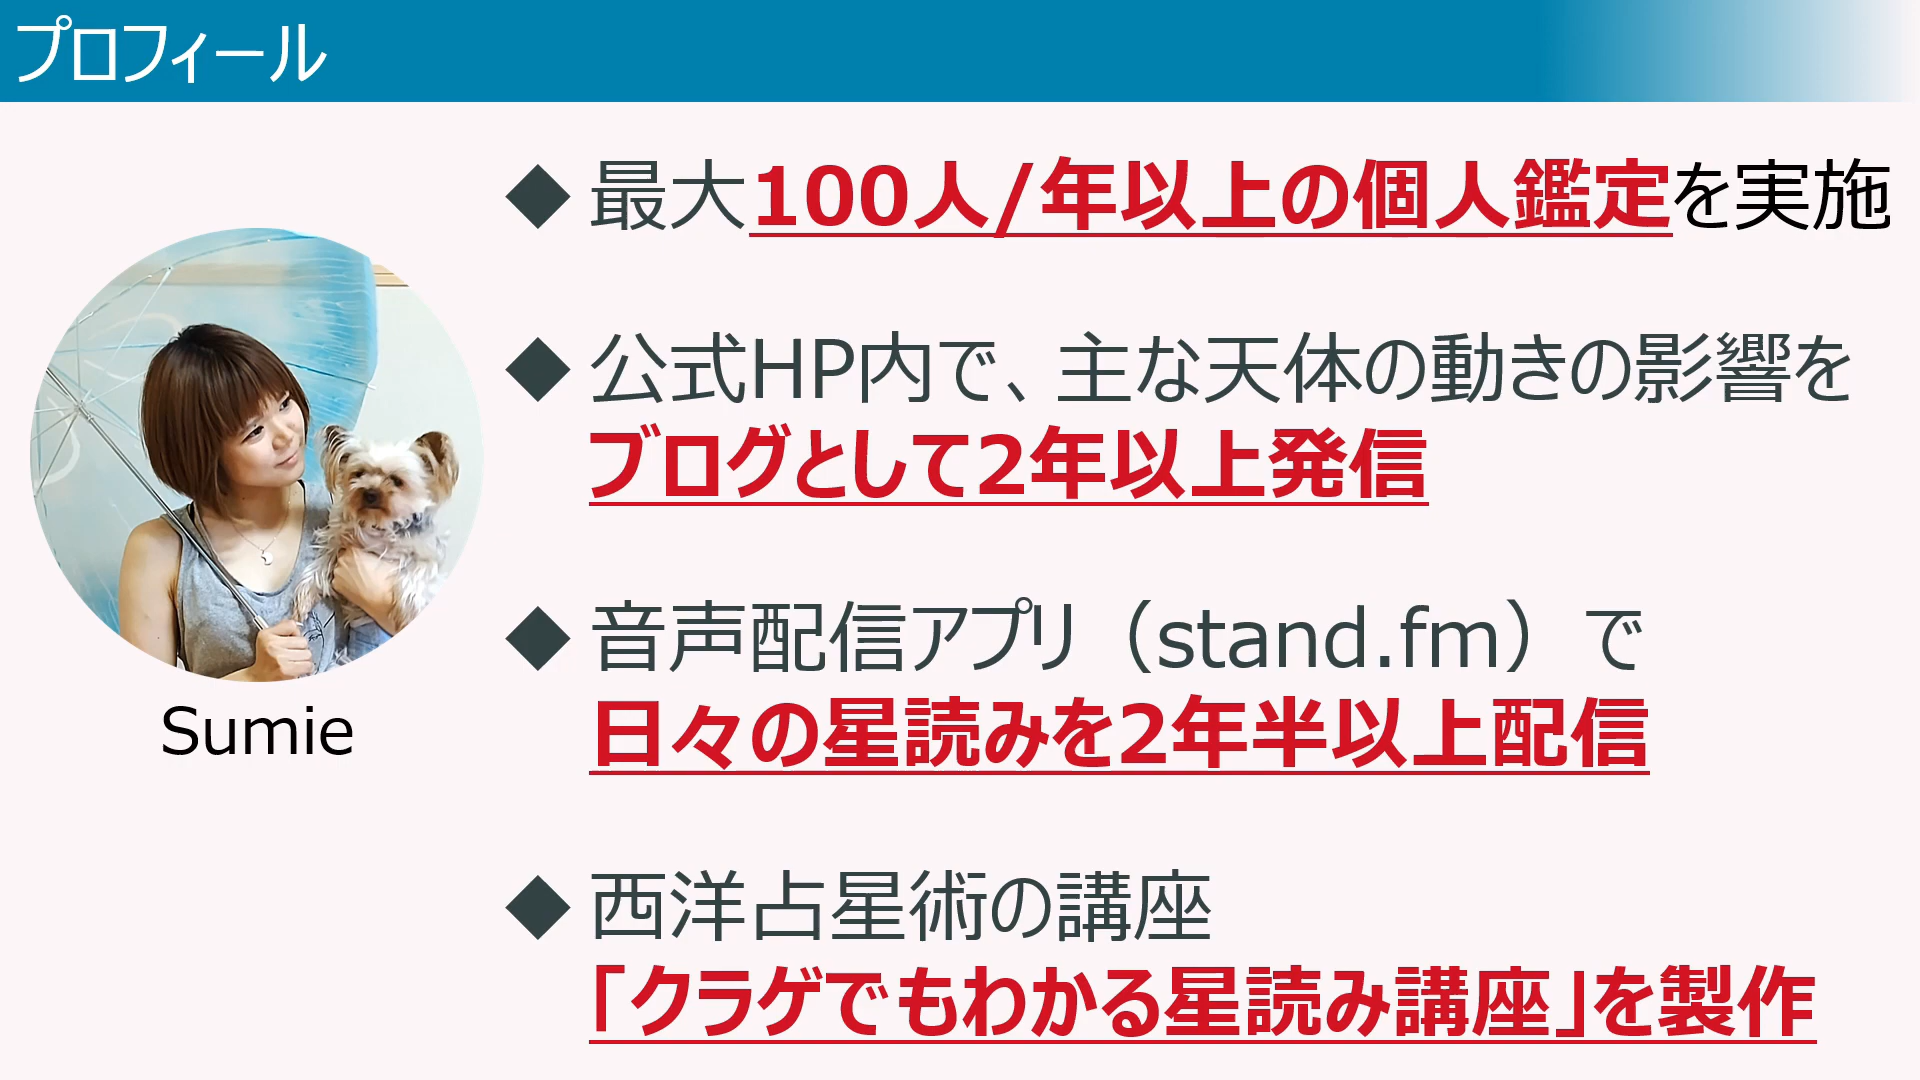 プロフィール
◆ 最大100人/年以上の個人鑑定を実施
◆ 公式HP内で、主な天体の動きの影響を
ブログとして2年以上発信
◆ 音声配信アプリ（stand.fm）で
日々の星読みを2年半以上配信
Sumie
◆ 西洋占星術の講座
「クラゲでもわかる星読み講座」を製作